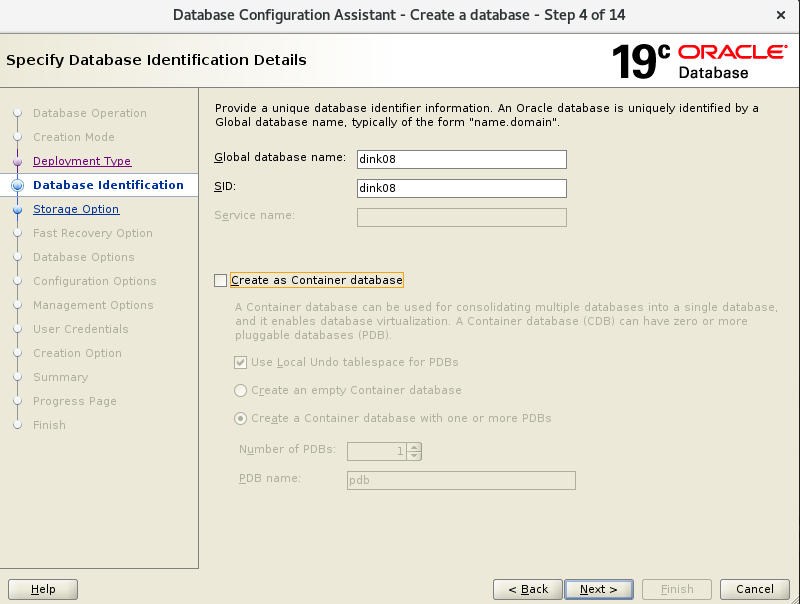 Database Configuration Assistant - Create a database - Step 4 of 14
×
Specify Database Identification Details
19c ORACLE
Database
Database Operation
Creation Mode
Deployment Type
Database Identification
Storage Option
Fast Recovery Option
Database Options
Configuration Options
Management Options
User Credentials
Creation Option
Summary
Progress Page
Finish
Provide a unique database identifier information. An Oracle database is uniquely identified by a
Global database name, typically of the form "name.domain".
Global database name: dink08
SID: dink08
Service name:
Create as Container database
A Container database can be used for consolidating multiple databases into a single database,
and it enables database virtualization. A Container database (CDB) can have zero or more
pluggable databases (PDB).
Use Local Undo tablespace for PDBs
Create an empty Container database
Create a Container database with one or more PDBs
Number of PDBs: 1
PDB name: pdb
Help
< Back
Next >
Finish
Cancel